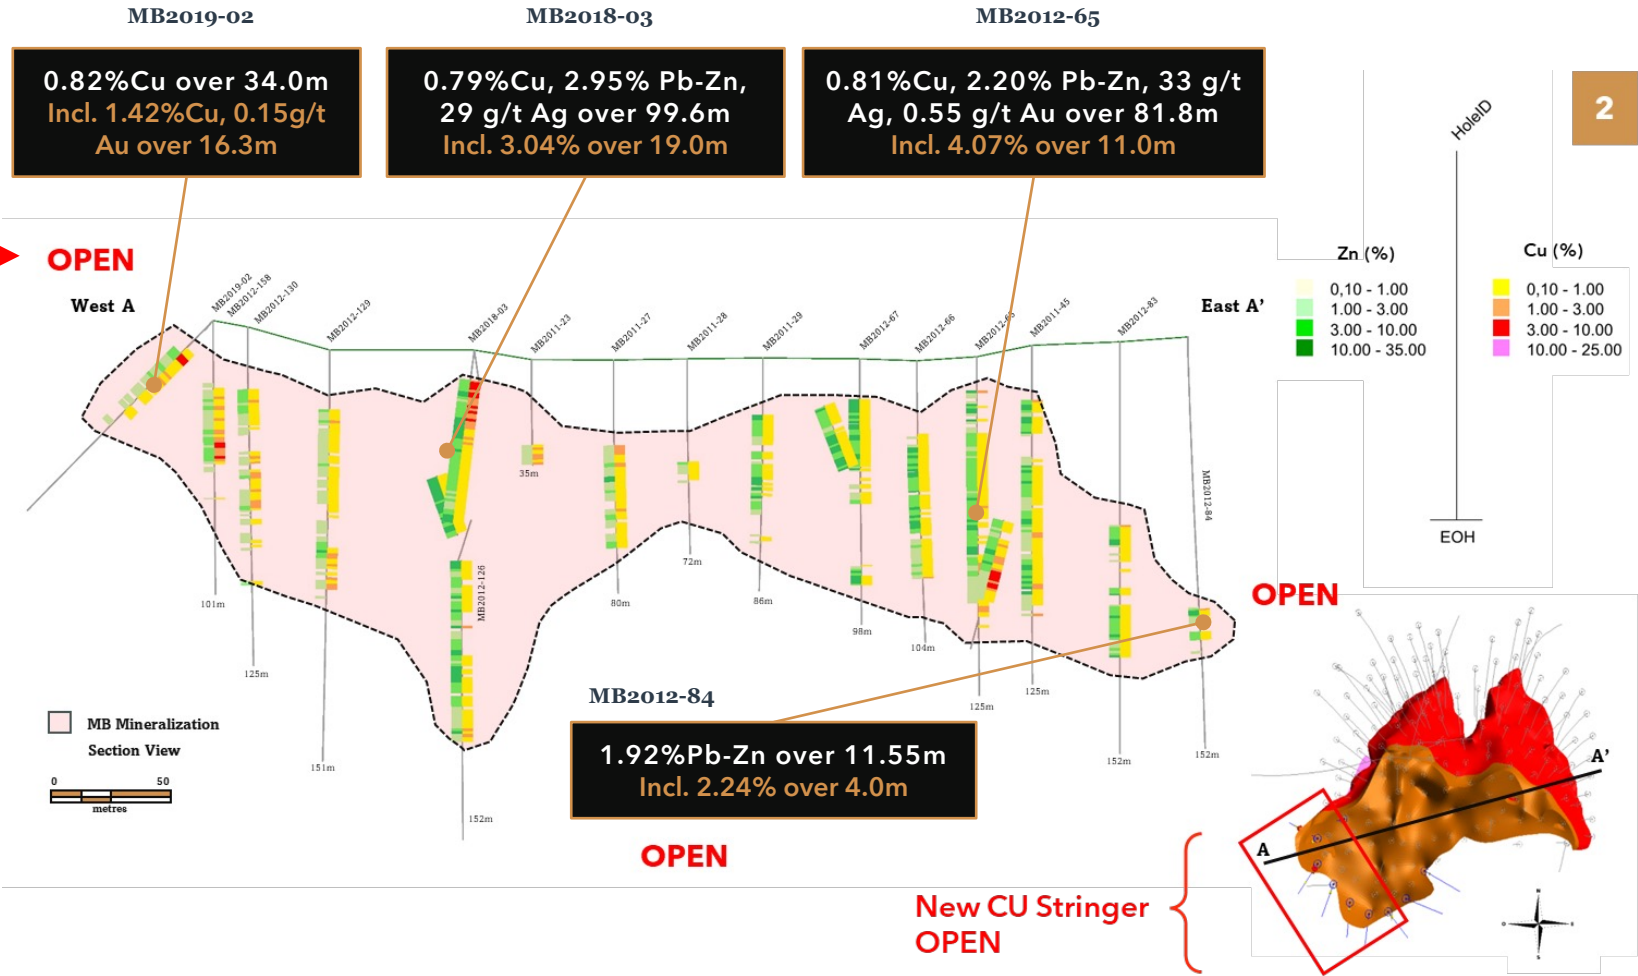 MB2019-02
MB2018-03
MB2012-65
0.82%Cu over 34.0m
Incl. 1.42%Cu, 0.15g/t
Au over 16.3m
0.79%Cu, 2.95% Pb-Zn,
29 g/t Ag over 99.6m
Incl. 3.04% over 19.0m
0.81%Cu, 2.20% Pb-Zn, 33 g/t
Ag, 0.55 g/t Au over 81.8m
Incl. 4.07% over 11.0m
2
HoleID
EOH
Zn (%)
0,10 - 1.00
1.00 - 3.00
3.00 - 10.00
10.00 - 35.00
Cu (%)
0,10 - 1.00
1.00 - 3.00
3.00 - 10.00
10.00 - 25.00
OPEN
West A
East A'
MB2019-02
MB2012-158
MB2012-130
MB2012-129
MB2018-03
MB2011-23
MB2011-27
MB2011-28
MB2011-29
MB2012-67
MB2012-66
MB2012-65
MB2011-45
MB2012-83
MB2012-84
MB2012-126
35m
72m
101m
80m
86m
98m
104m
125m
125m
125m
151m
152m
152m
152m
OPEN
MB Mineralization
Section View
0 50
metres
MB2012-84
1.92%Pb-Zn over 11.55m
Incl. 2.24% over 4.0m
OPEN
New CU Stringer
OPEN
A
A'
N
E
S